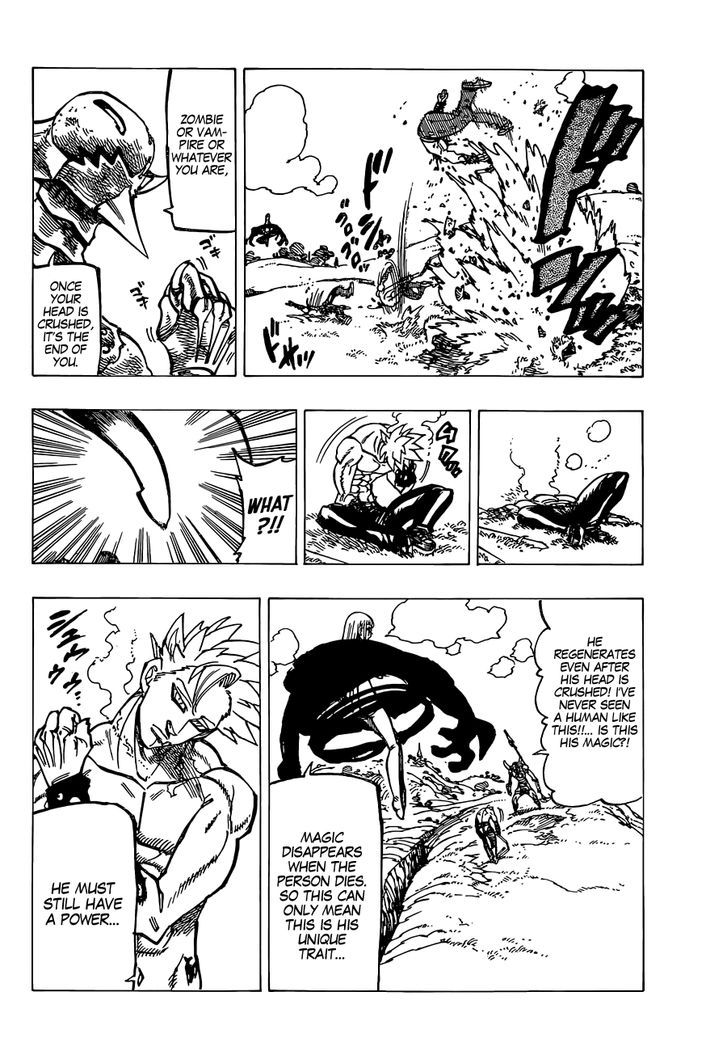 ドサッ
ZOMBIE
OR VAM-
PIRE OR
WHATEVER
YOU ARE,
ONCE
YOUR
HEAD IS
CRUSHED,
IT'S THE
END OF
YOU.
WHAT
?!!
HE
REGENERATES
EVEN AFTER
HIS HEAD IS
CRUSHED! I'VE
NEVER SEEN
A HUMAN LIKE
THIS!!... IS THIS
HIS MAGIC?!
MAGIC
DISAPPEARS
WHEN THE
PERSON DIES.
SO THIS CAN
ONLY MEAN
THIS IS HIS
UNIQUE
TRAIT...
HE MUST
STILL HAVE
A POWER...